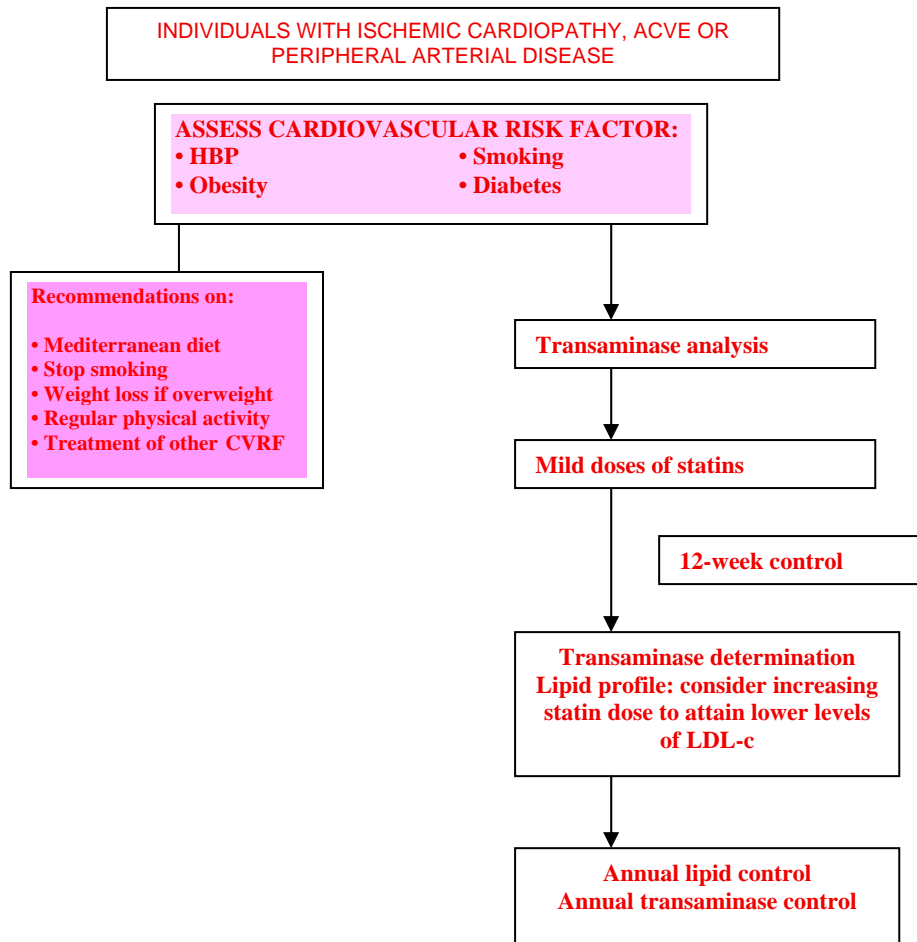 INDIVIDUALS WITH ISCHEMIC CARDIOPATHY, ACVE OR
PERIPHERAL ARTERIAL DISEASE
ASSESS CARDIOVASCULAR RISK FACTOR:
• HBP • Smoking
• Obesity • Diabetes
Recommendations on:
• Mediterranean diet
• Stop smoking
• Weight loss if overweight
• Regular physical activity
• Treatment of other CVRF
Transaminase analysis
Mild doses of statins
12-week control
Transaminase determination
Lipid profile: consider increasing
statin dose to attain lower levels
of LDL-c
Annual lipid control
Annual transaminase control